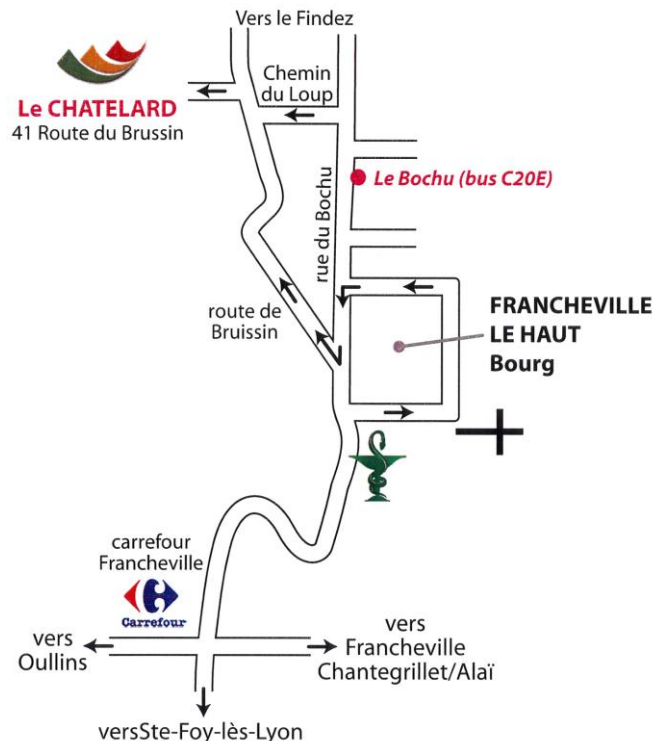 Vers le Findez
Chemin
du Loup
Le CHATELARD
41 Route du Brussin
Le Bochu (bus C20E)
rue du Bochu
route de
Bruissin
FRANCHEVILLE
LE HAUT
Bourg
carrefour
Francheville
Carrefour
vers
Oullins
vers
Francheville
Chantegrillet/Alaï
versSte-Foy-lès-Lyon